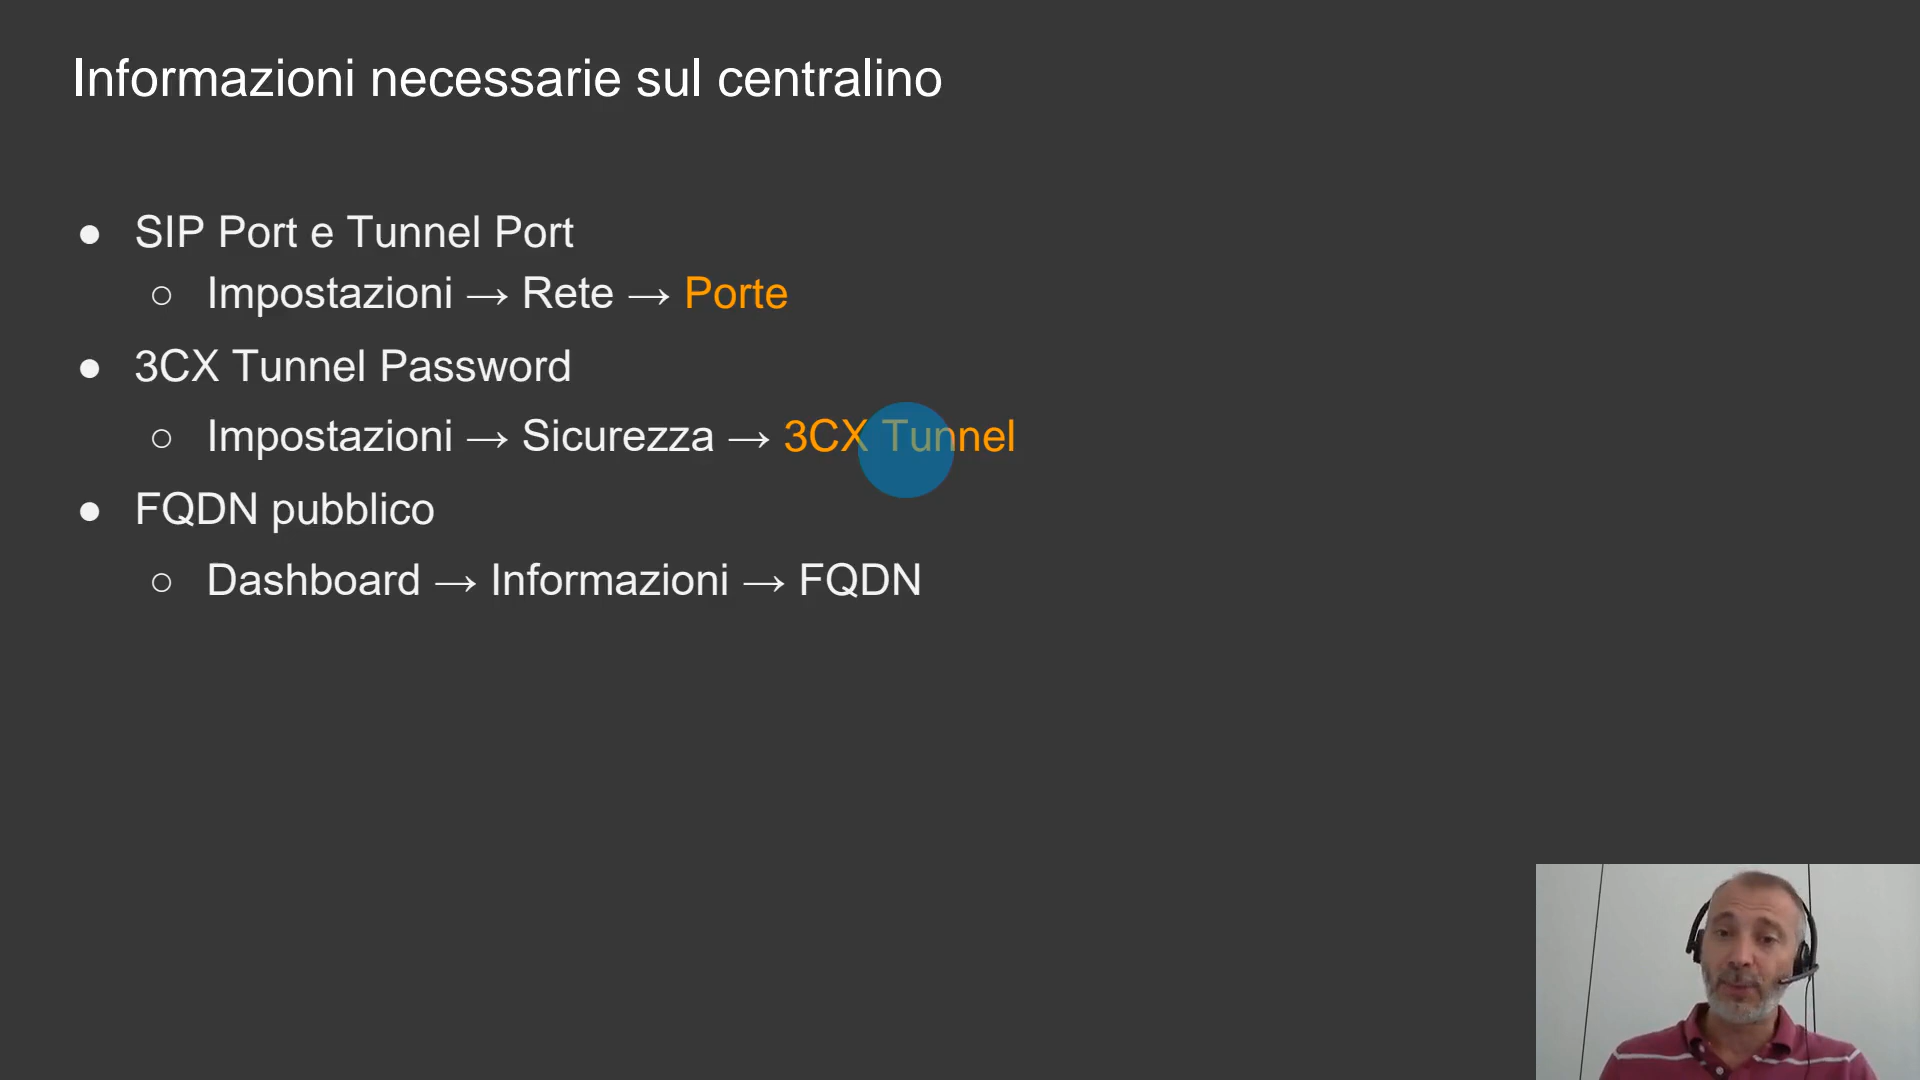 Informazioni necessarie sul centralino
● SIP Port e Tunnel Port
○ Impostazioni → Rete → Porte
● 3CX Tunnel Password
○ Impostazioni → Sicurezza → 3CX Tunnel
● FQDN pubblico
○ Dashboard → Informazioni → FQDN